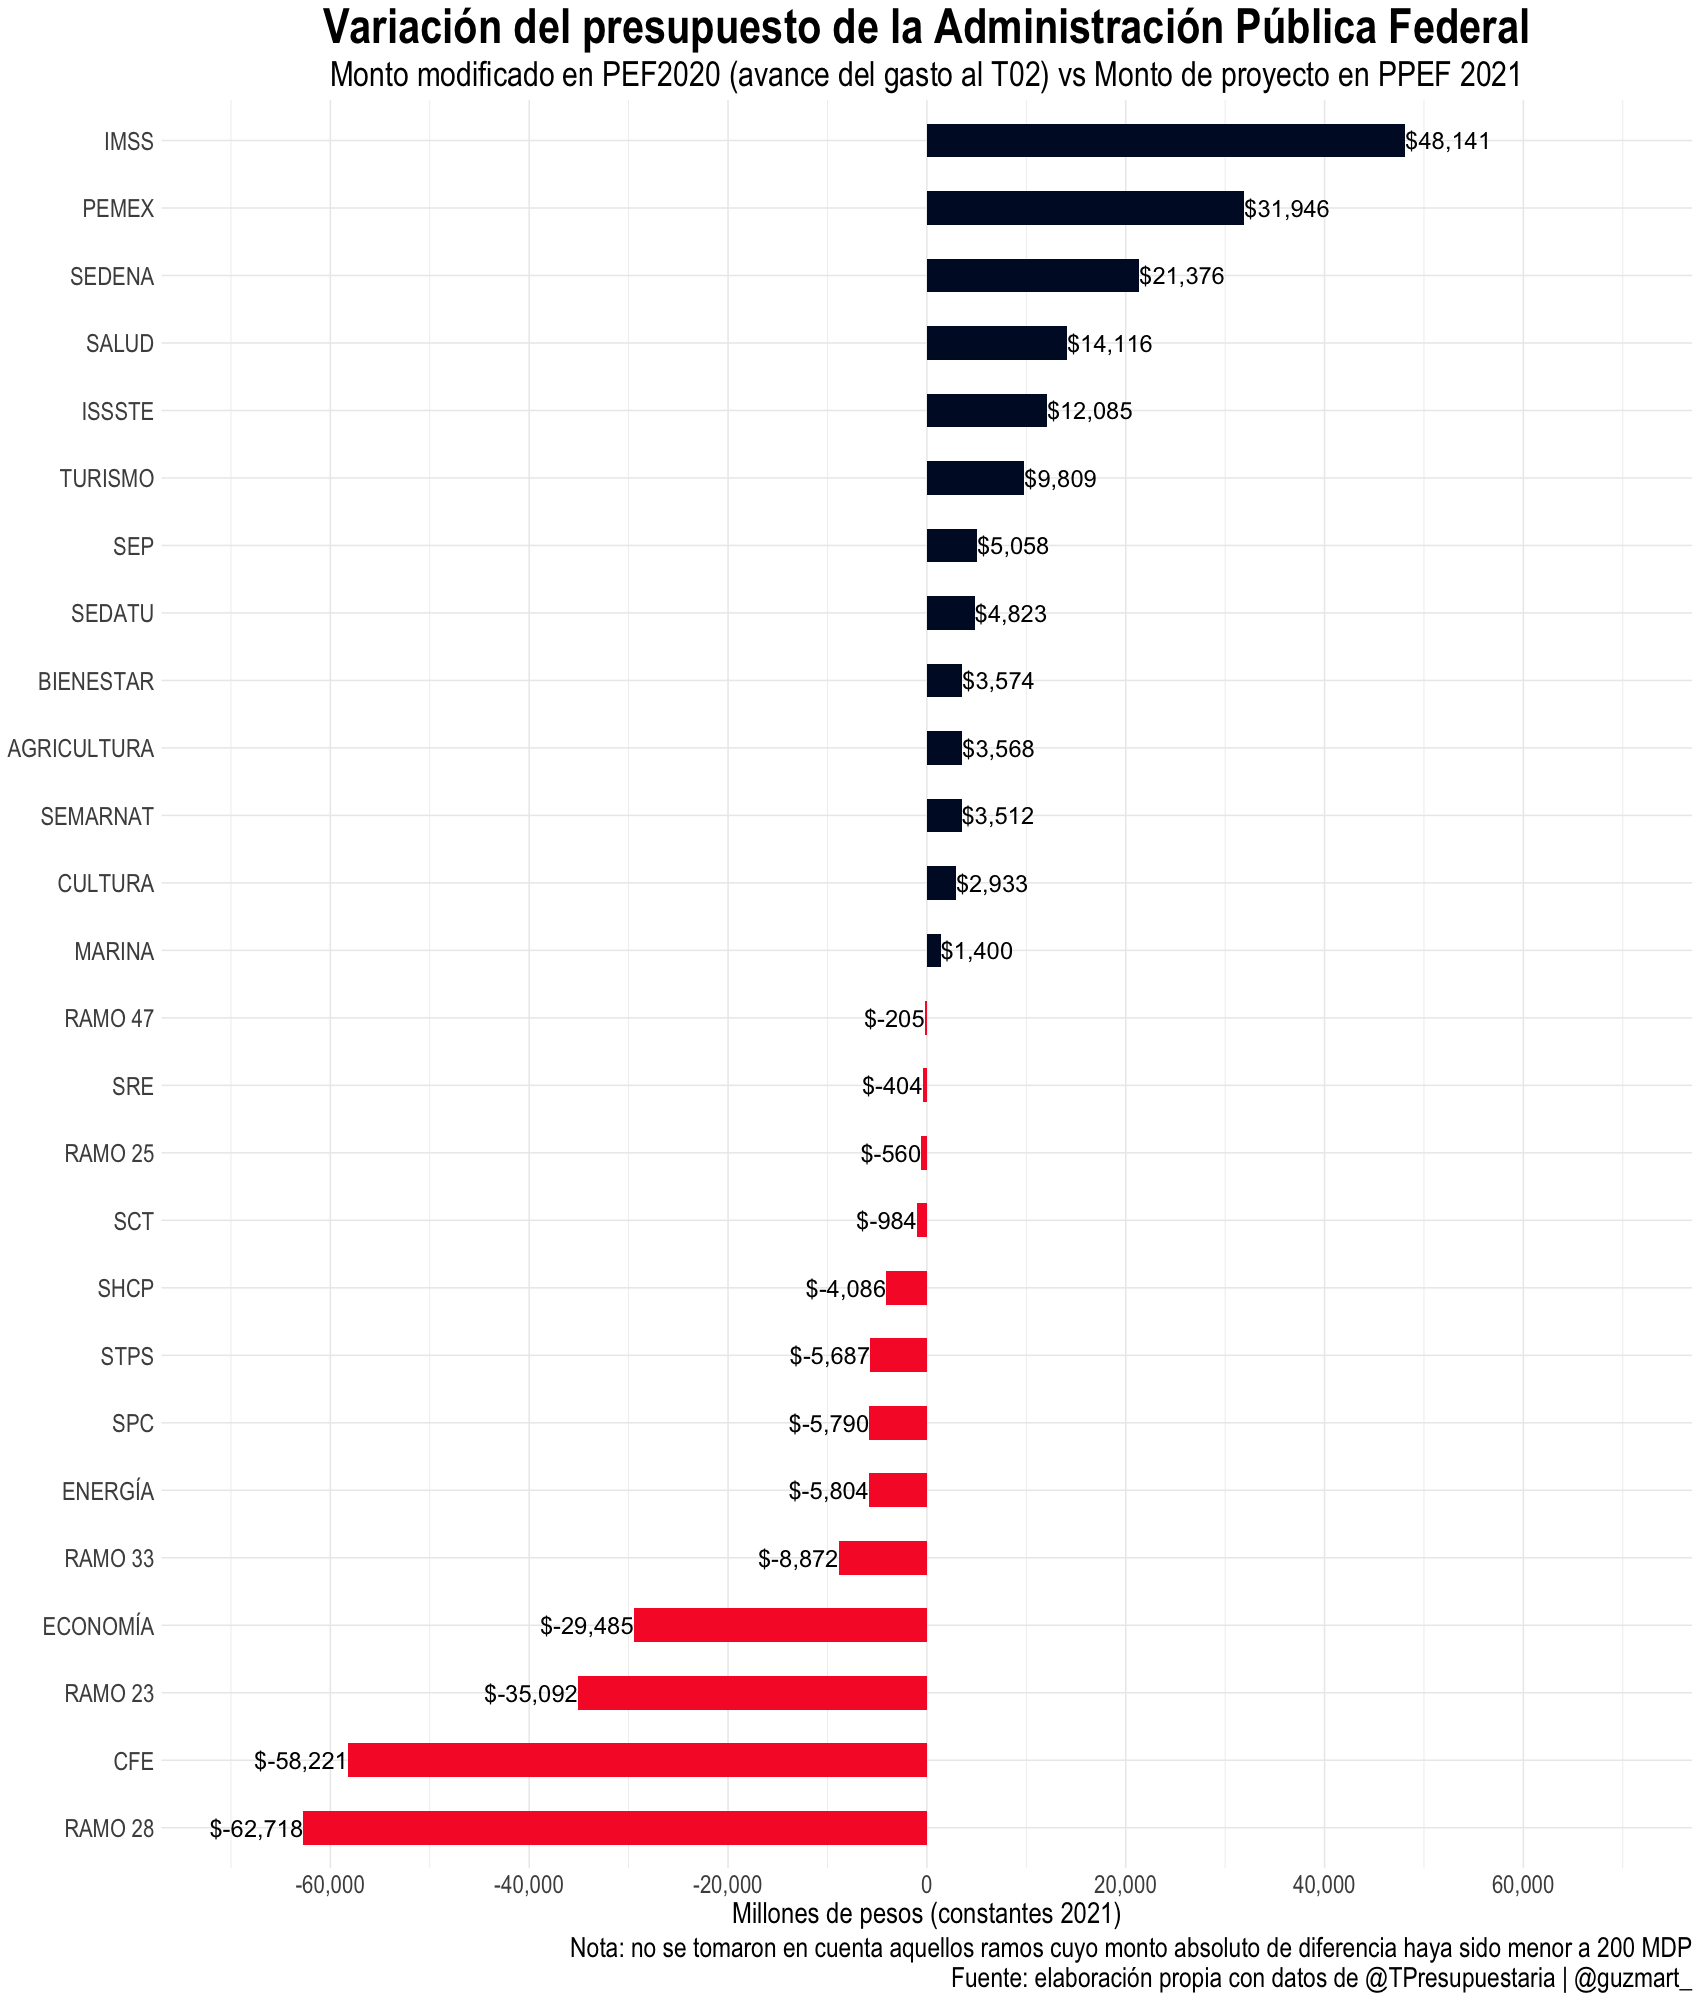 Variación del presupuesto de la Administración Pública Federal
Monto modificado en PEF2020 (avance del gasto al T02) vs Monto de proyecto en PPEF 2021
IMSS $48,141
PEMEX $31,946
SEDENA $21,376
SALUD $14,116
ISSSTE $12,085
TURISMO $9,809
SEP $5,058
SEDATU $4,823
BIENESTAR $3,574
AGRICULTURA $3,568
SEMARNAT $3,512
CULTURA $2,933
MARINA $1,400
RAMO 47 $-205
SRE $-404
RAMO 25 $-560
SCT $-984
SHCP $-4,086
STPS $-5,687
SPC $-5,790
ENERGÍA $-5,804
RAMO 33 $-8,872
ECONOMÍA $-29,485
RAMO 23 $-35,092
CFE $-58,221
RAMO 28 $-62,718
-60,000 -40,000 -20,000 0 20,000 40,000 60,000
Millones de pesos (constantes 2021)
Nota: no se tomaron en cuenta aquellos ramos cuyo monto absoluto de diferencia haya sido menor a 200 MDP
Fuente: elaboración propia con datos de @TPresupuestaria | @guzmart_